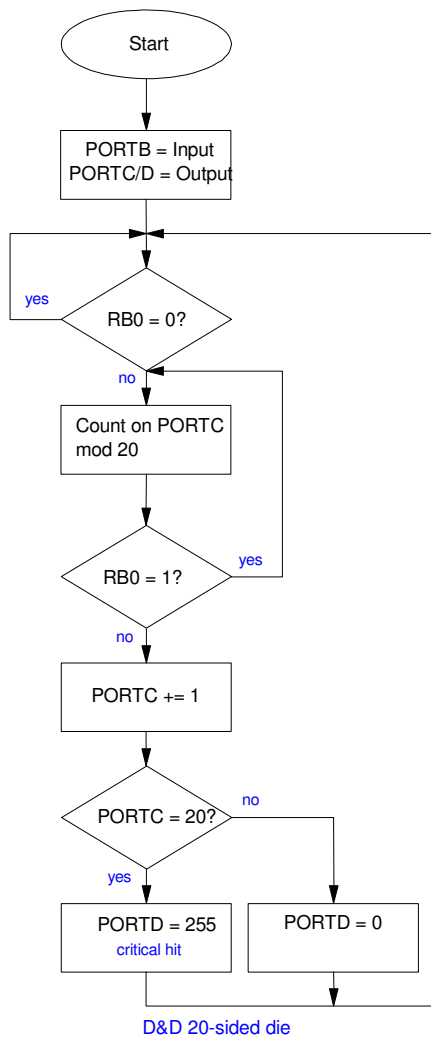 Start
PORTB = Input
PORTC/D = Output
yes
RB0 = 0?
no
Count on PORTC
mod 20
RB0 = 1?
yes
no
PORTC += 1
no
PORTC = 20?
yes
PORTD = 255
critical hit
PORTD = 0
D&D 20-sided die